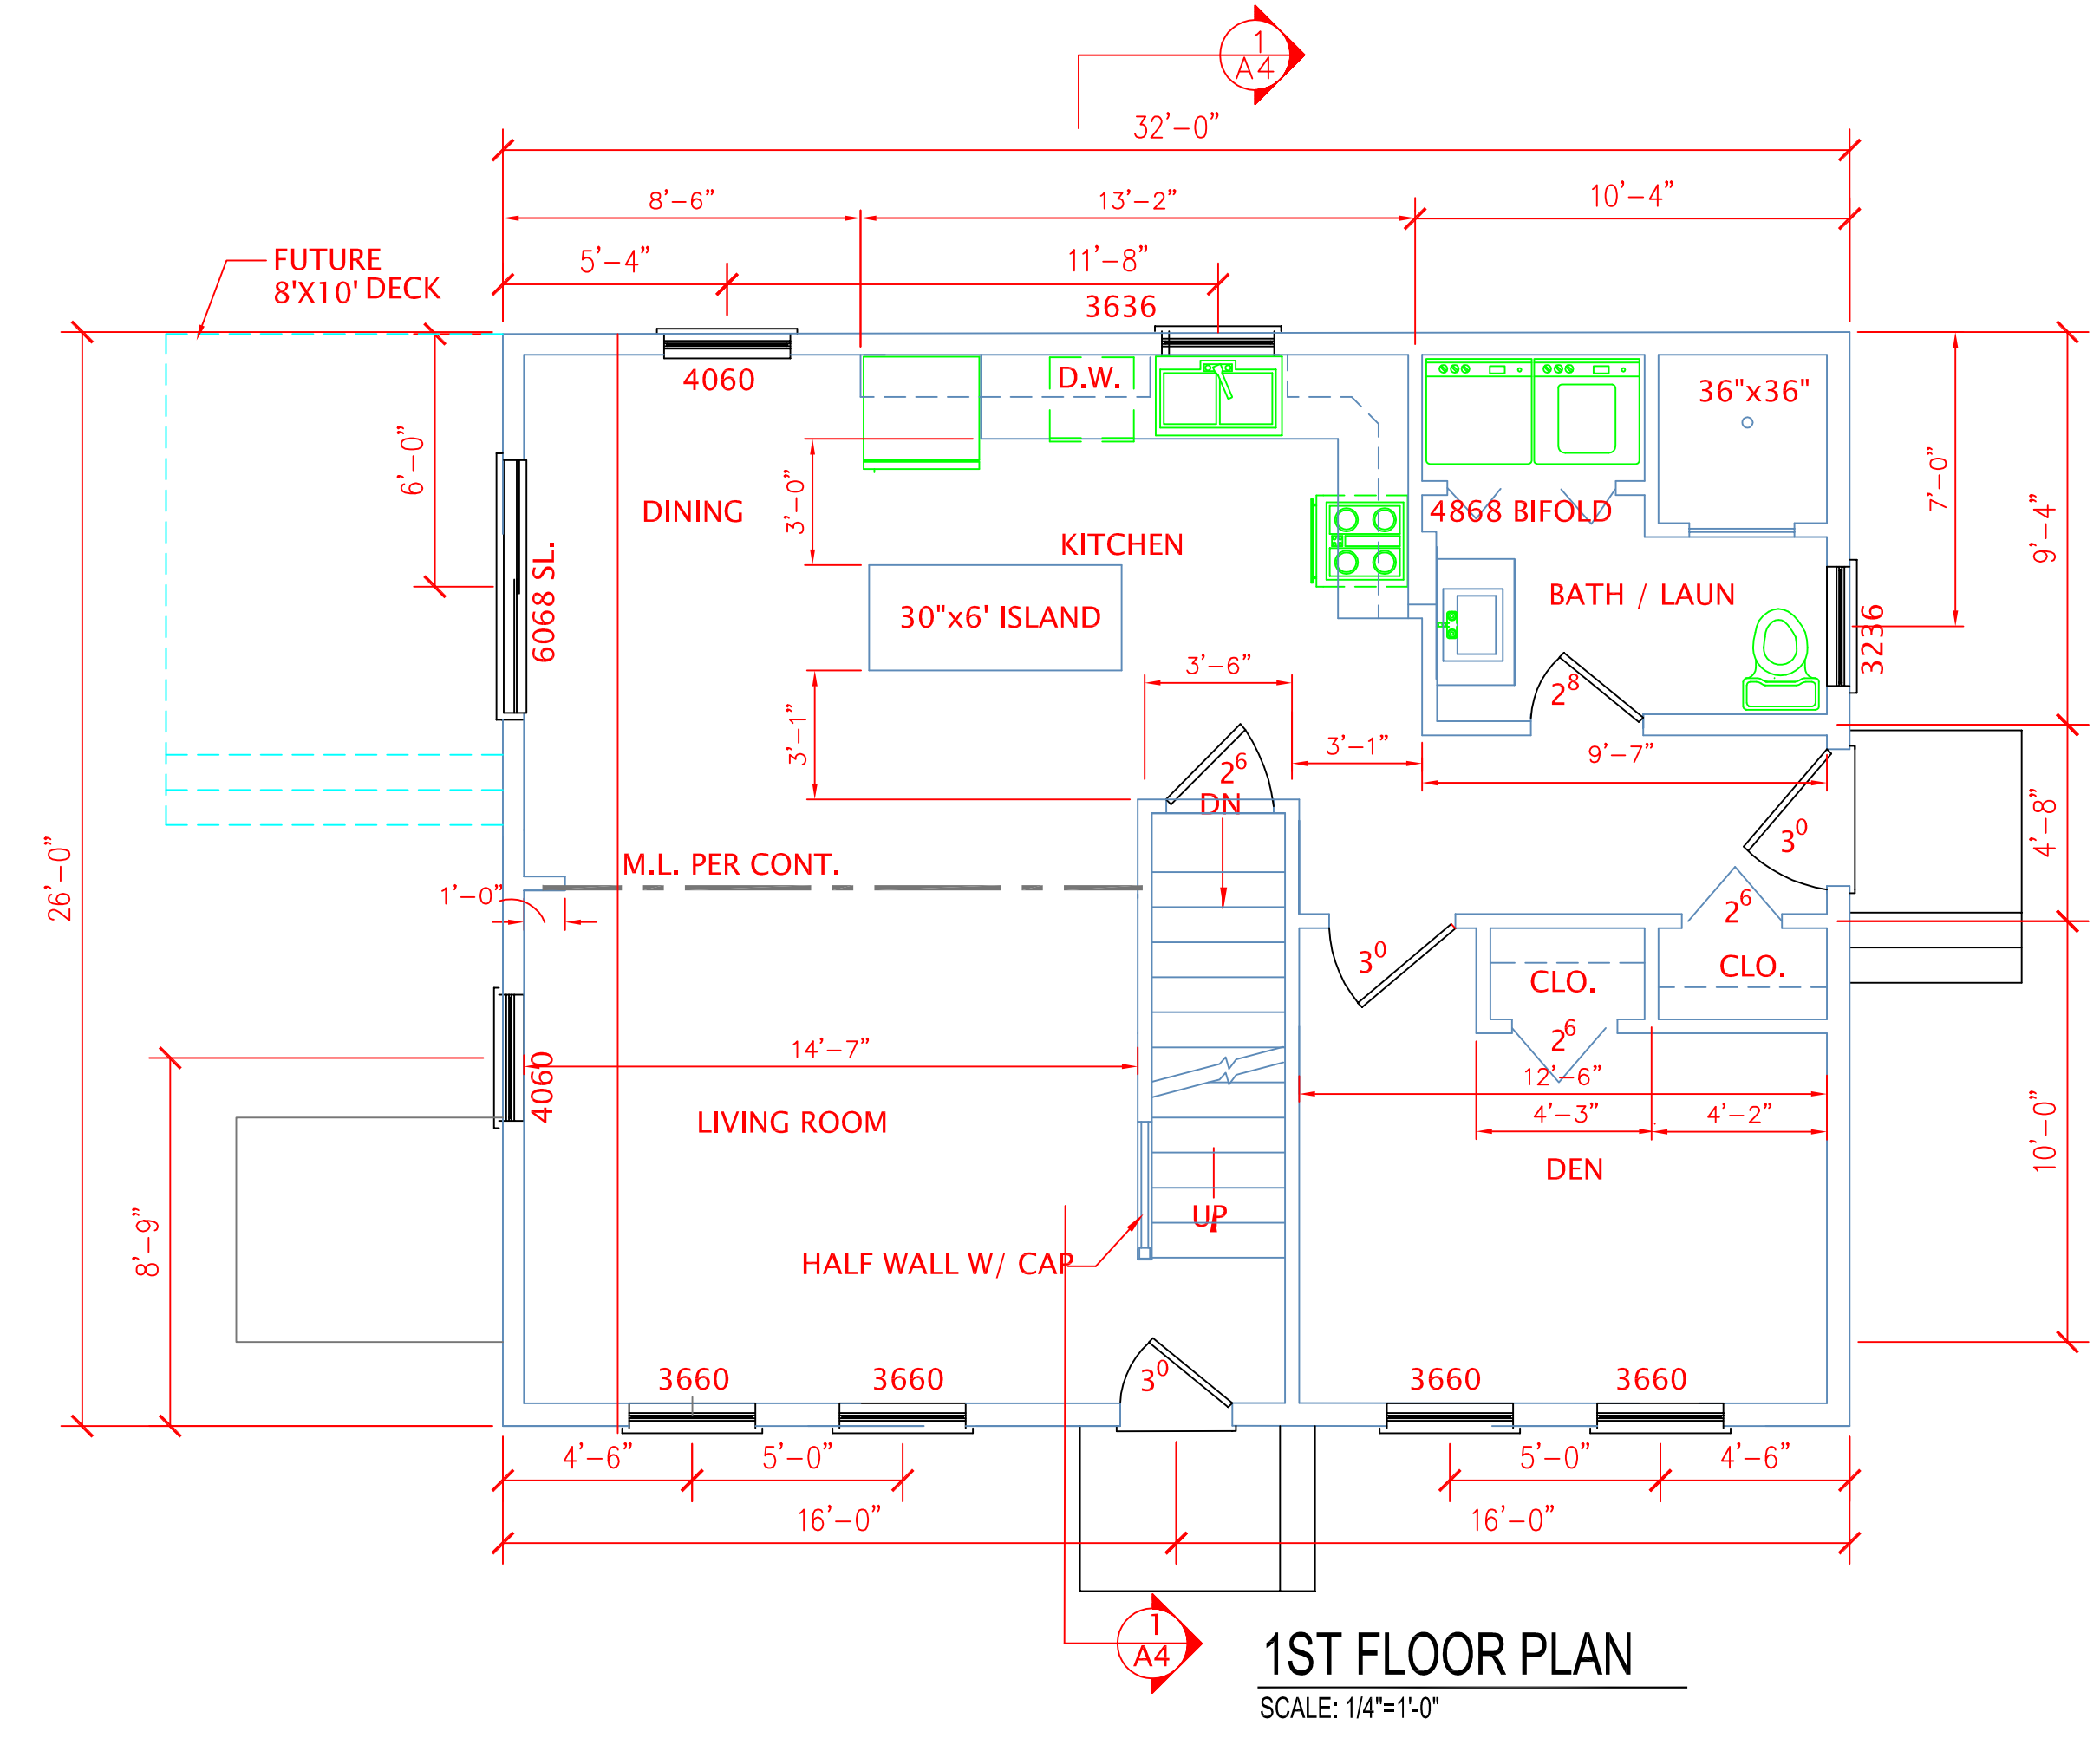 1
A4
32'-0"
8'-6"
13'-2"
10'-4"
5'-4"
11'-8"
FUTURE
8'X10' DECK
3636
4060
D.W.
36"x36"
6'-0"
7'-0"
9'-4"
DINING
3'-0"
KITCHEN
4868 BIFOLD
6068 SL.
30"x6' ISLAND
BATH / LAUN
3236
3'-6"
2⁸
3'-1"
3'-1"
9'-7"
2⁶
DN
3⁰
4'-8"
26'-0"
M.L. PER CONT.
1'-0"
2⁶
3⁰
CLO.
CLO.
2⁶
14'-7"
4060
12'-6"
4'-3"
4'-2"
LIVING ROOM
10'-0"
DEN
8'-9"
UP
HALF WALL W/ CAP
3660
3660
3⁰
3660
3660
4'-6"
5'-0"
5'-0"
4'-6"
16'-0"
16'-0"
1
A4
1ST FLOOR PLAN
SCALE: 1/4"=1'-0"